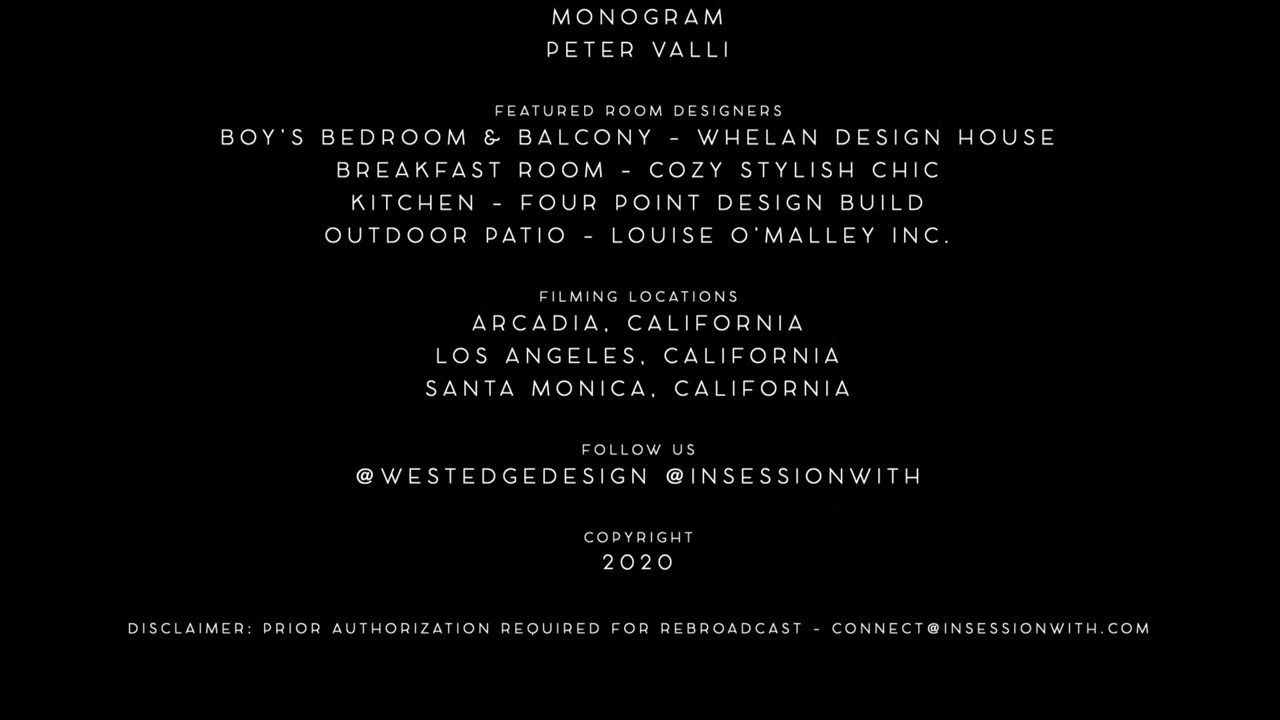 MONOGRAM
PETER VALLI
FEATURED ROOM DESIGNERS
BOY'S BEDROOM & BALCONY - WHELAN DESIGN HOUSE
BREAKFAST ROOM - COZY STYLISH CHIC
KITCHEN - FOUR POINT DESIGN BUILD
OUTDOOR PATIO - LOUISE O'MALLEY INC.
FILMING LOCATIONS
ARCADIA, CALIFORNIA
LOS ANGELES, CALIFORNIA
SANTA MONICA, CALIFORNIA
FOLLOW US
@WESTEDGEDESIGN @INSESSIONWITH
COPYRIGHT
2020
DISCLAIMER: PRIOR AUTHORIZATION REQUIRED FOR REBROADCAST - CONNECT@INSESSIONWITH.COM